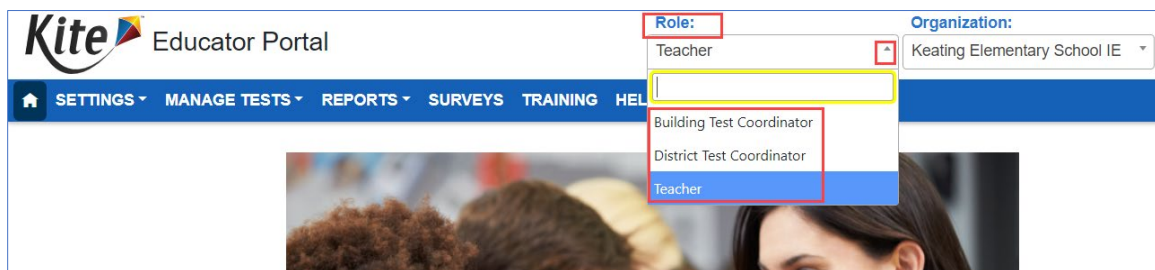 Role:
Organization:
Kite Educator Portal
Teacher
Keating Elementary School IE
SETTINGS MANAGE TESTS REPORTS SURVEYS TRAINING HEL
Building Test Coordinator
District Test Coordinator
Teacher